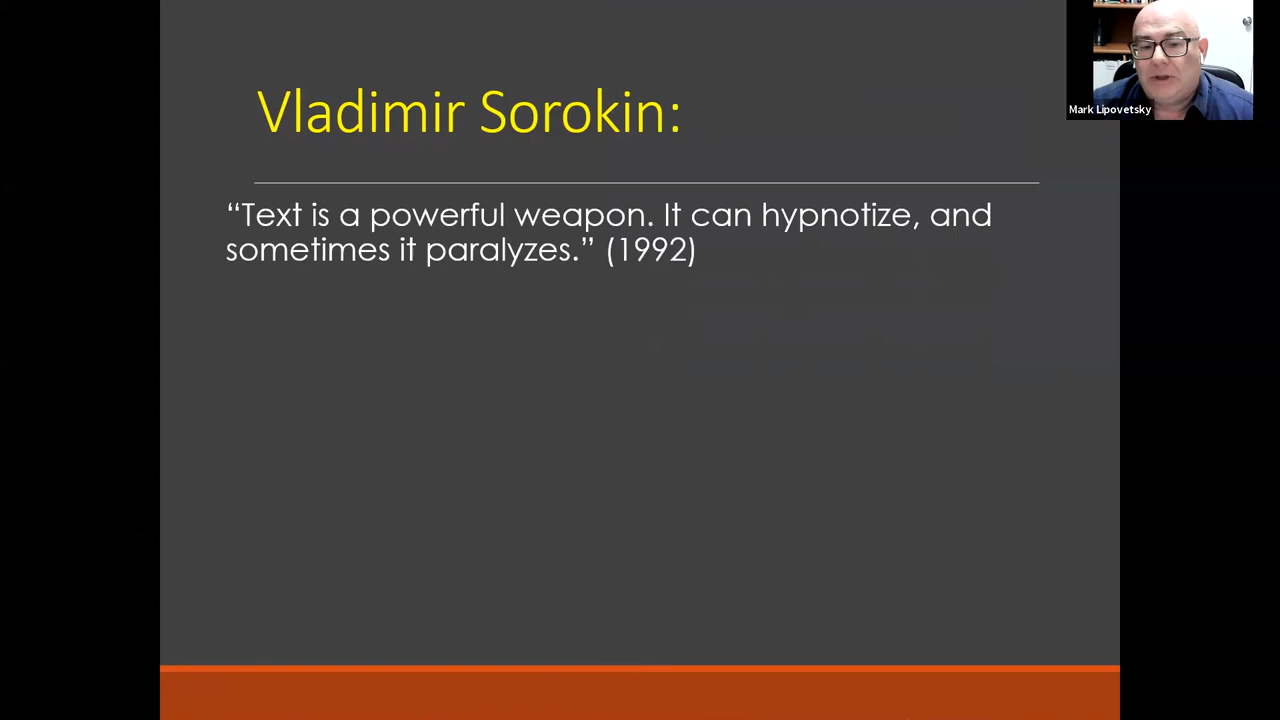 Vladimir Sorokin:
“Text is a powerful weapon. It can hypnotize, and
sometimes it paralyzes.” (1992)
Mark Lipovetsky